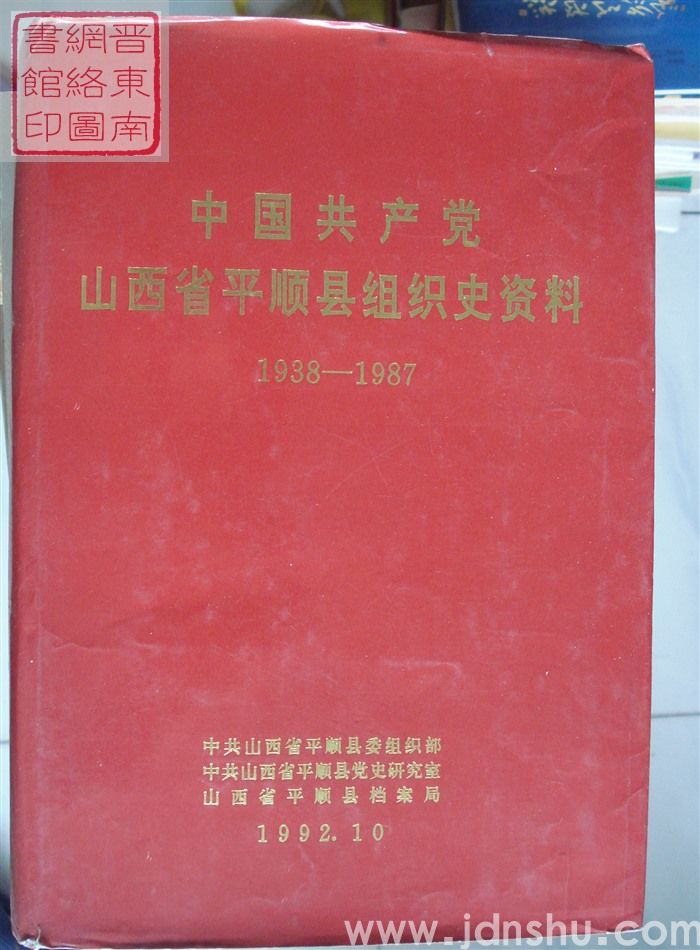 晋東南
網絡圖
書館印
中国共产党
山西省平顺县组织史资料
1938—1987
中共山西省平顺县委组织部
中共山西省平顺县党史研究室
山西省平顺县档案局
1992.10
www.jdnshu.com